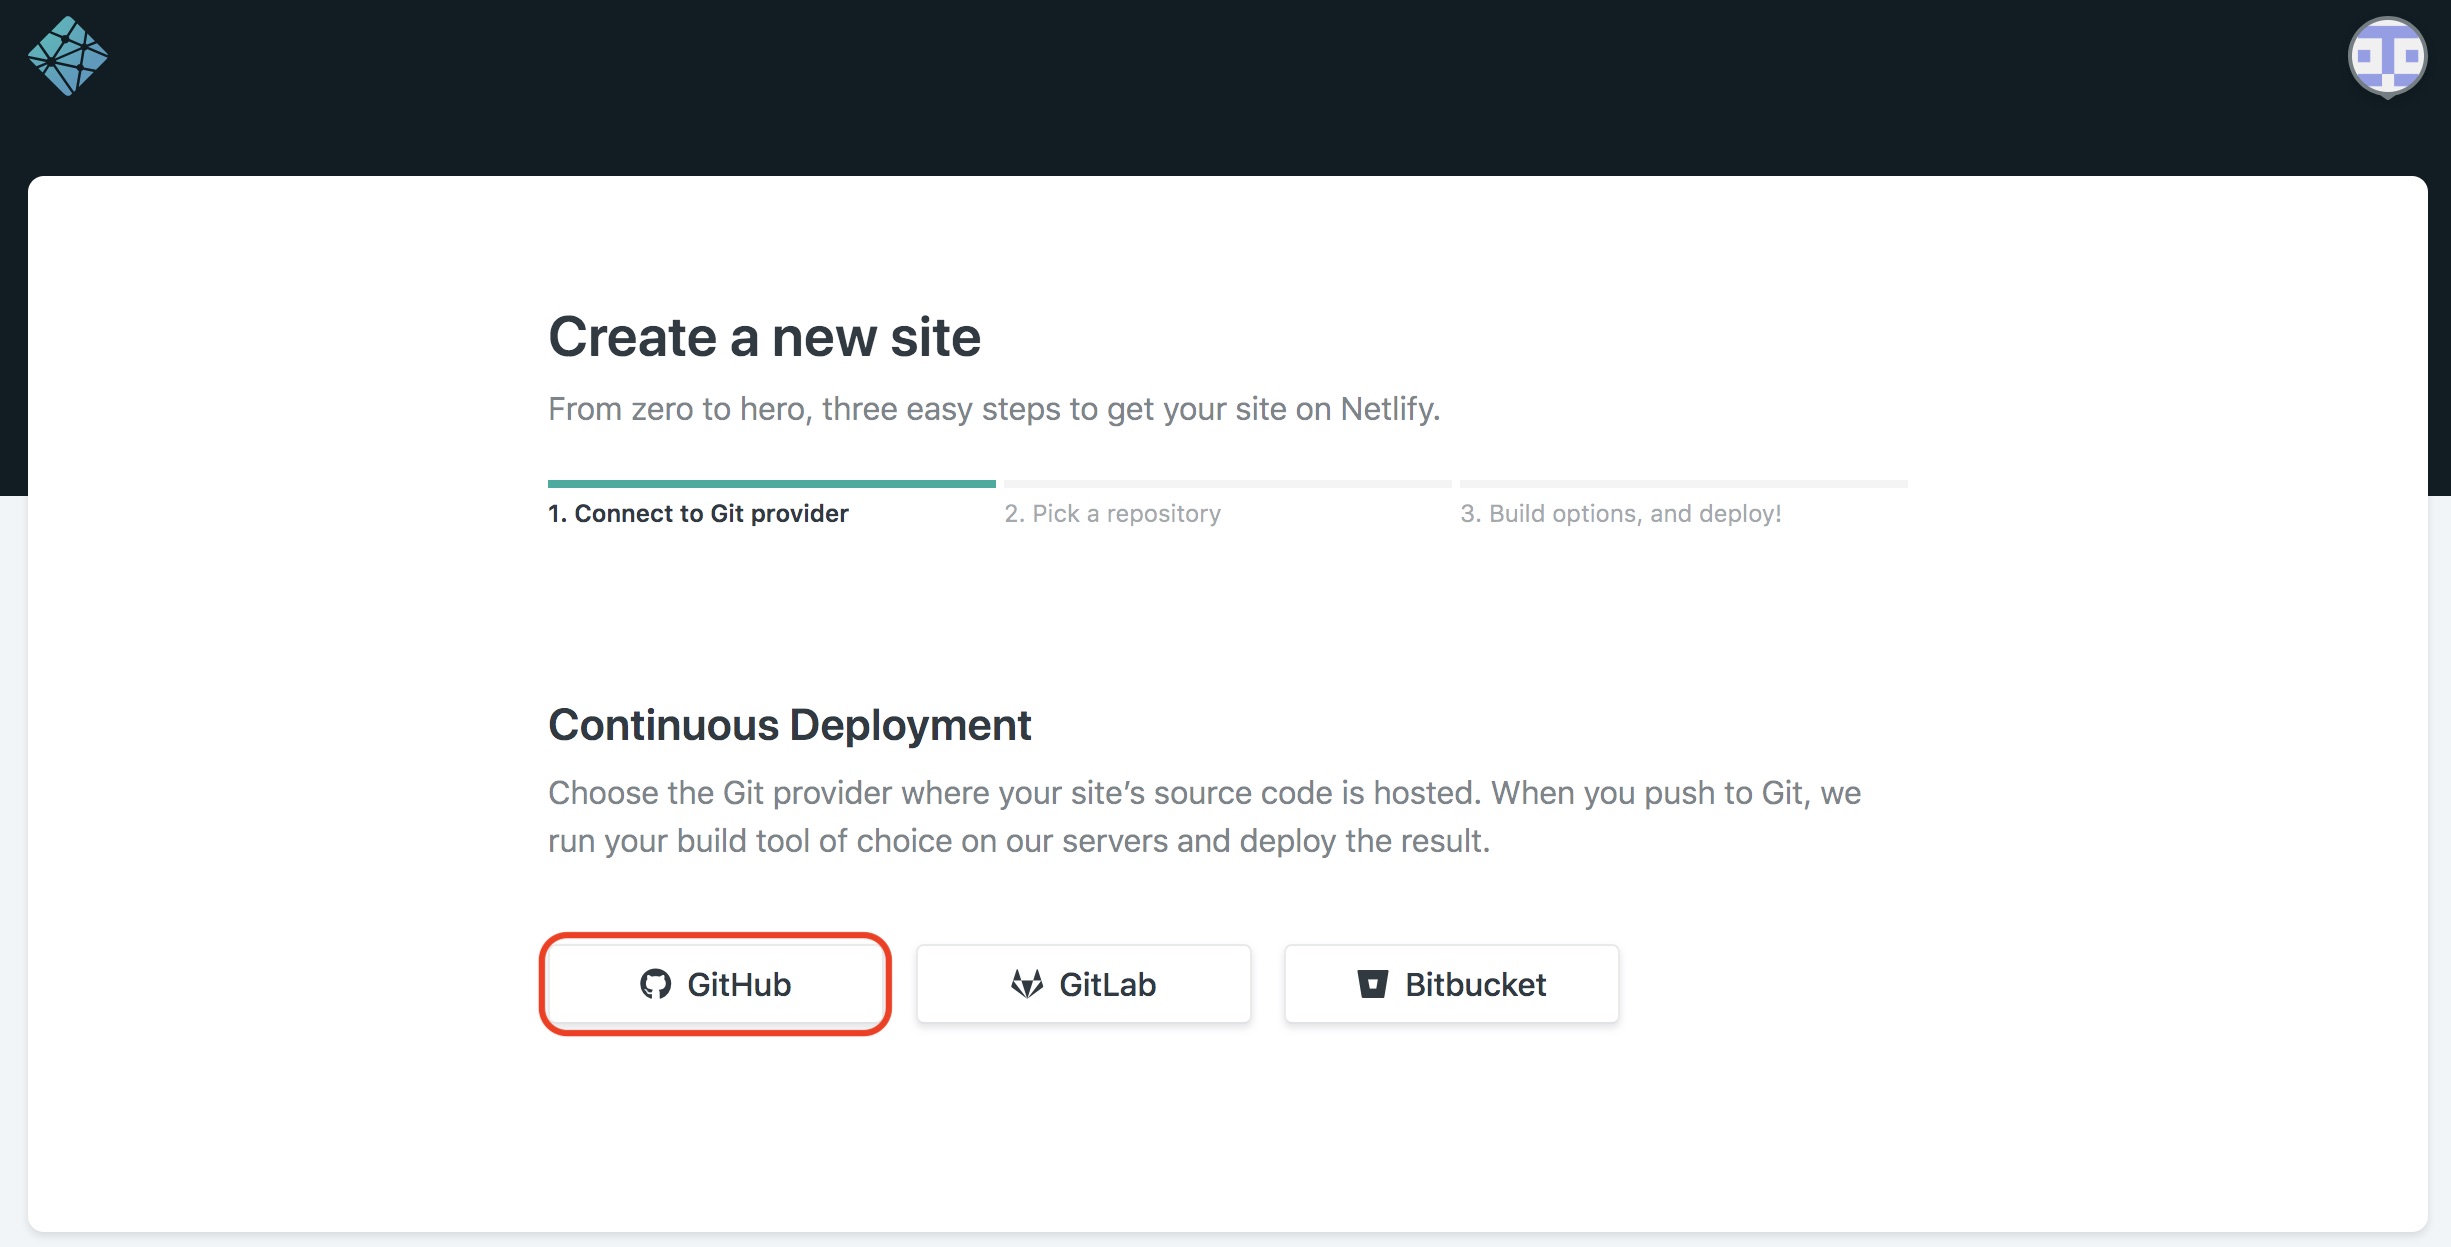 Create a new site
From zero to hero, three easy steps to get your site on Netlify.
1. Connect to Git provider
2. Pick a repository
3. Build options, and deploy!
Continuous Deployment
Choose the Git provider where your site’s source code is hosted. When you push to Git, we
run your build tool of choice on our servers and deploy the result.
GitHub
GitLab
Bitbucket